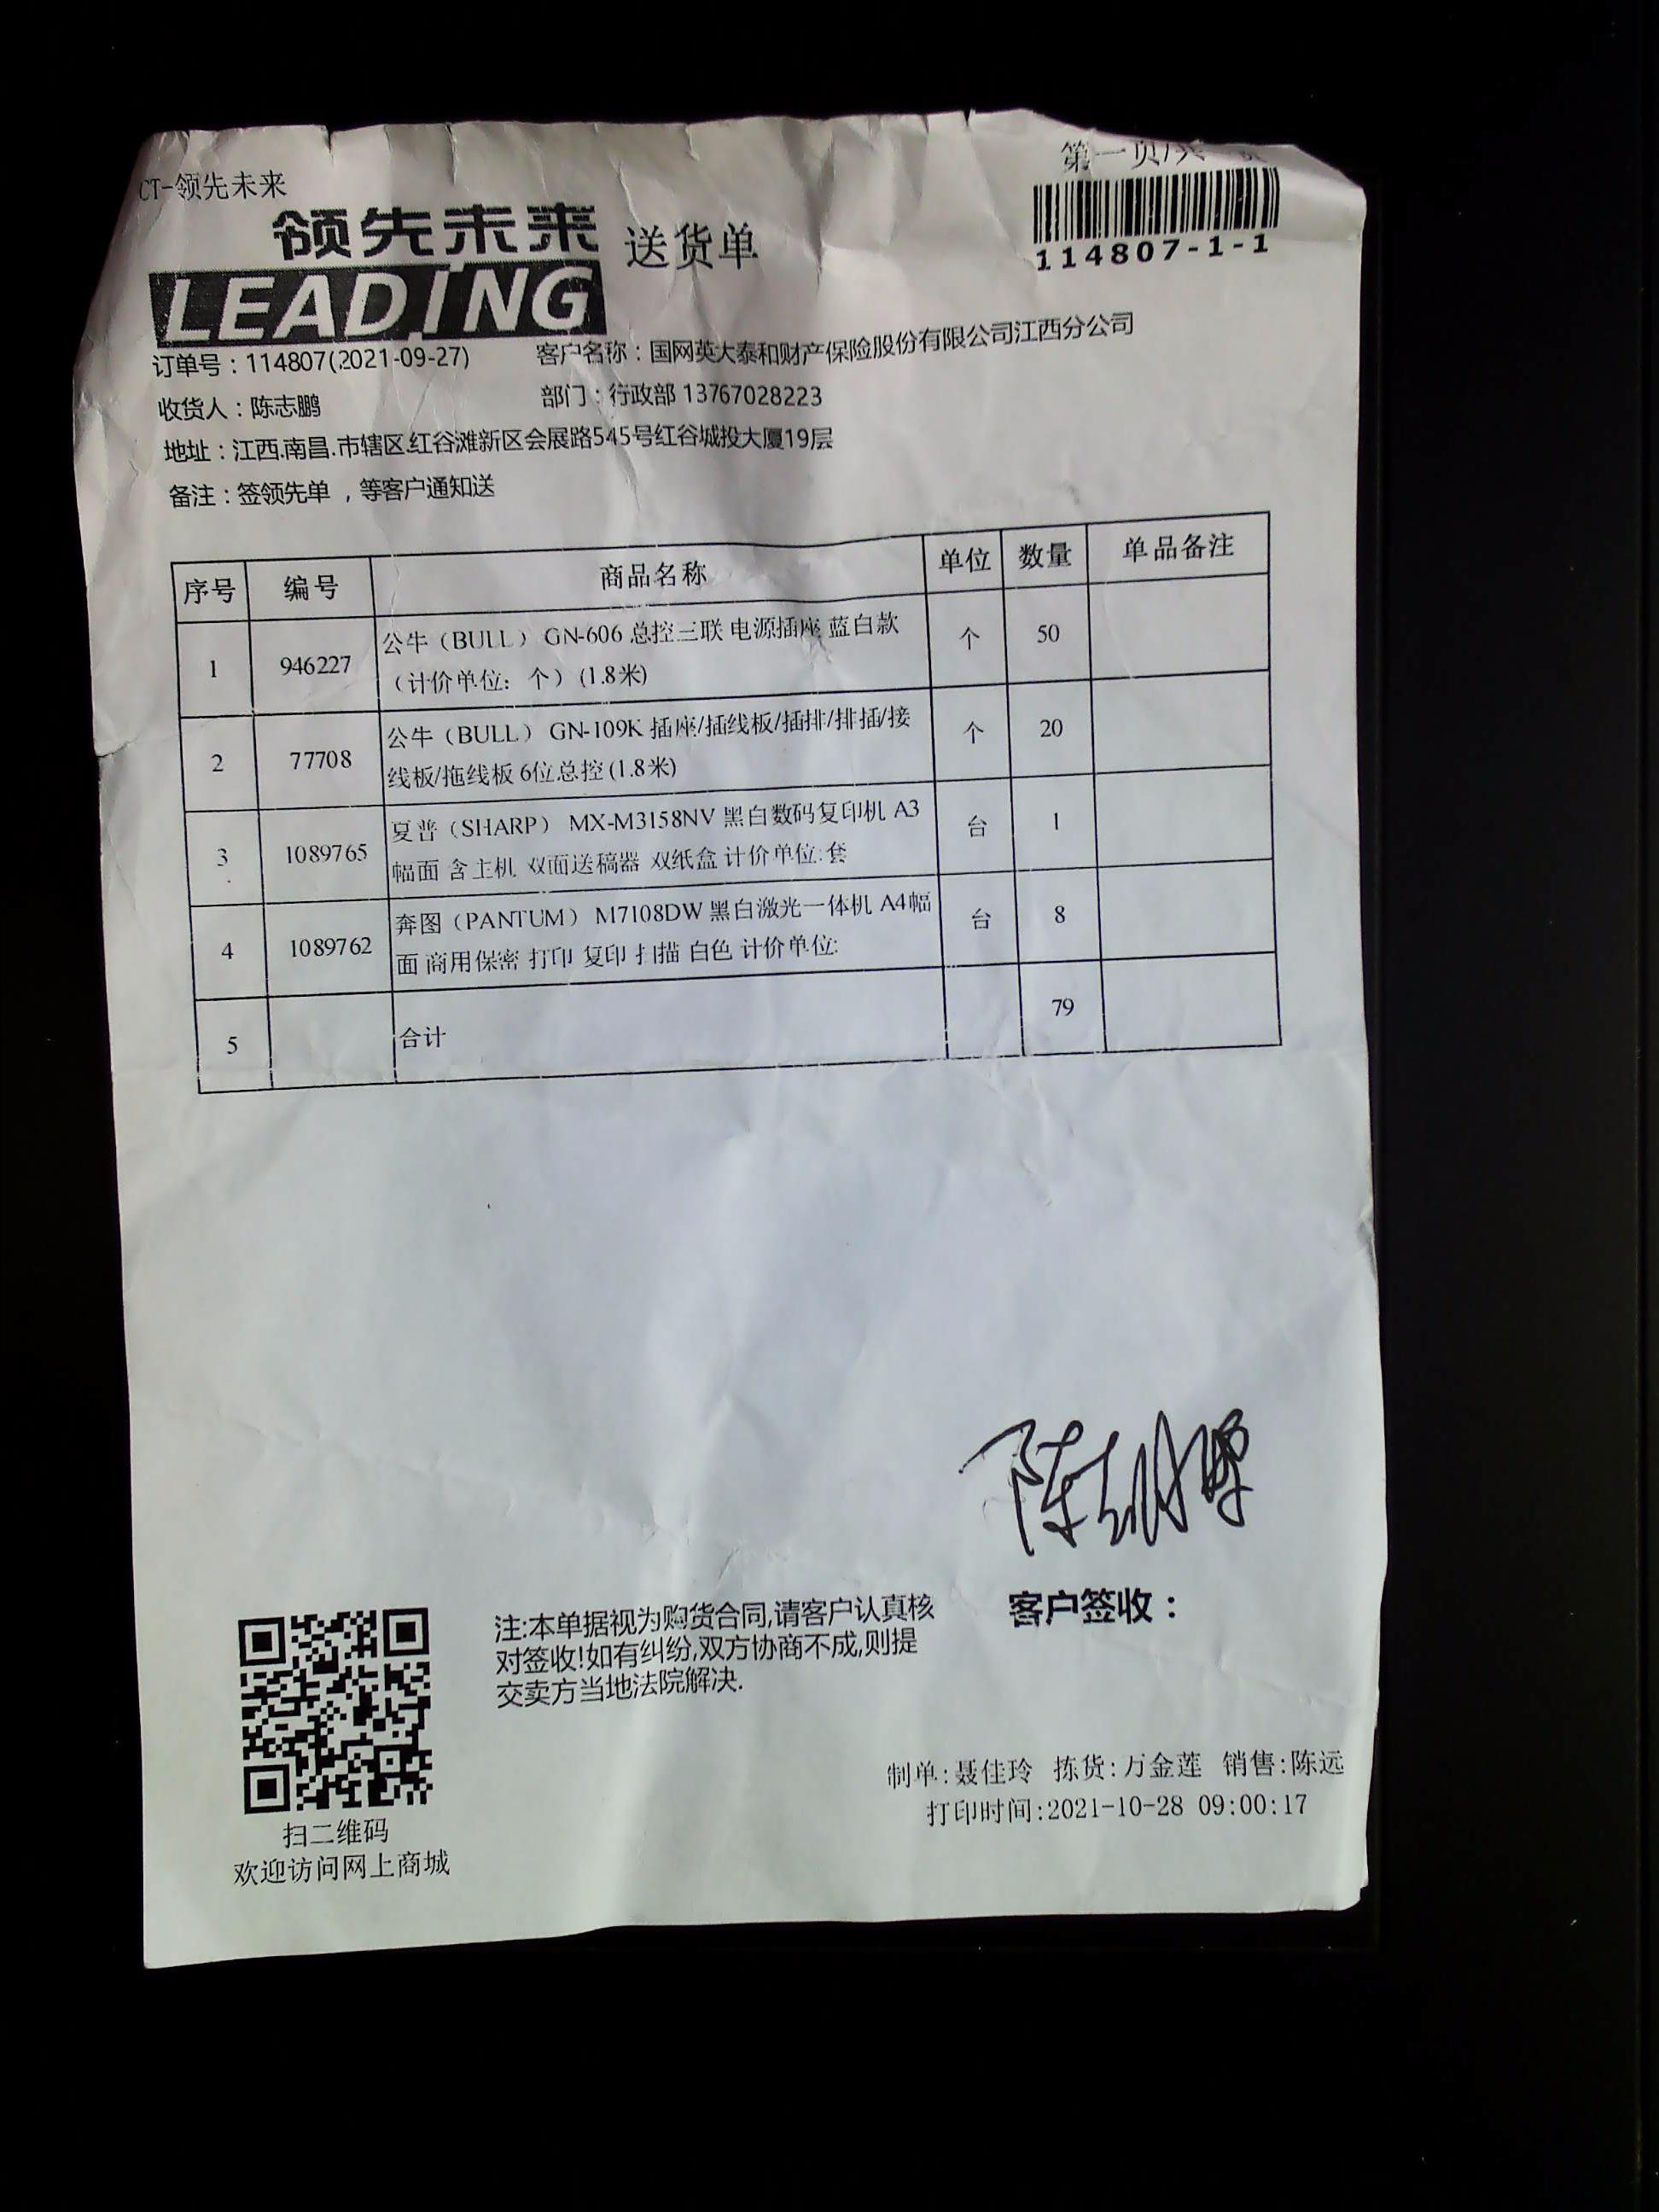 CT-领先未来
第一页/共
领先未来 送货单
LEADING
114807-1-1
订单号：114807(2021-09-27) 客户名称：国网英大泰和财产保险股份有限公司江西分公司
收货人：陈志鹏 部门：行政部 13767028223
地址：江西.南昌.市辖区.红谷滩新区会展路545号红谷城投大厦19层
备注：签领先单 ，等客户通知送
序号 编号 商品名称 单位 数量 单品备注
1 946227 公牛（BULL） GN-606 总控三联 电源插座 蓝白款 个 50
（计价单位：个）(1.8米)
2 77708 公牛（BULL） GN-109K 插座/插线板/插排/排插/接 个 20
线板/拖线板 6位总控 (1.8米)
3 1089765 夏普（SHARP） MX-M3158NV 黑白数码复印机 A3 台 1
幅面 含主机 双面送稿器 双纸盒 计价单位:套
4 1089762 奔图（PANTUM） M7108DW 黑白激光一体机 A4幅 台 8
面 商用保密 打印 复印 扫描 白色 计价单位:
5 合计 79
陈志鹏
客户签收：
注:本单据视为购货合同,请客户认真核
对签收!如有纠纷,双方协商不成,则提
交卖方当地法院解决.
制单:聂佳玲 拣货:万金莲 销售:陈远
打印时间:2021-10-28 09:00:17
扫二维码
欢迎访问网上商城